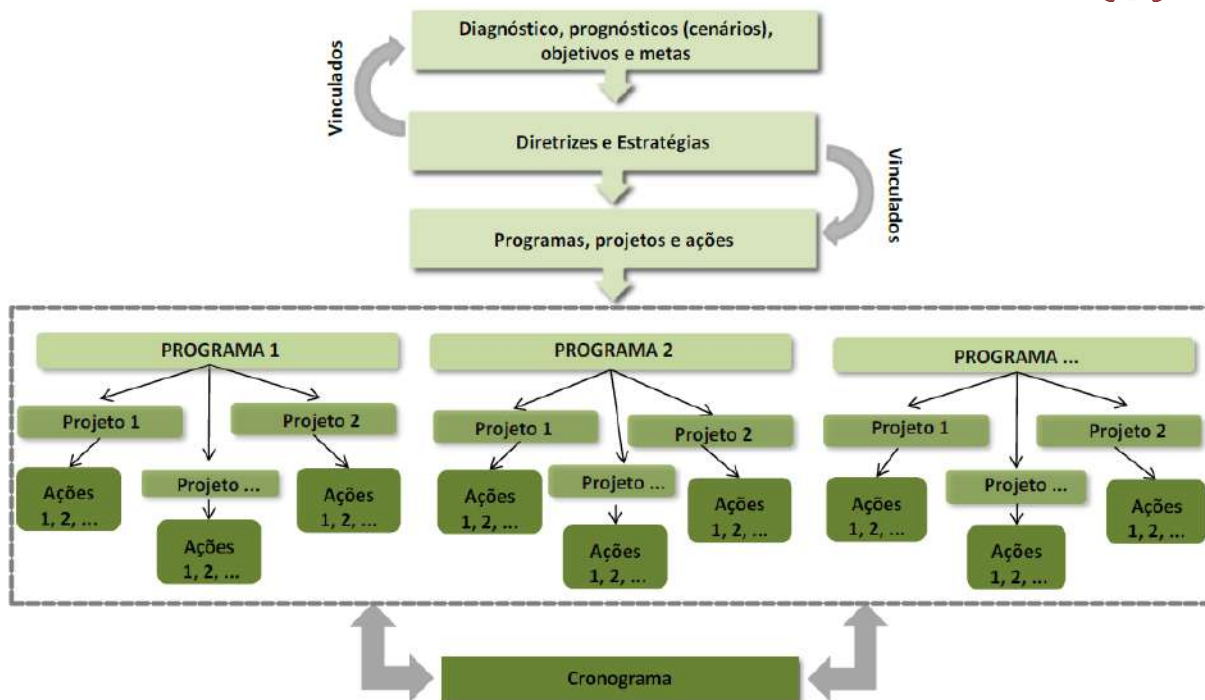 Diagnóstico, prognósticos (cenários),
objetivos e metas
Vinculados
Diretrizes e Estratégias
Vinculados
Programas, projetos e ações
PROGRAMA 1
PROGRAMA 2
PROGRAMA ...
Projeto 1
Projeto 2
Projeto ...
Ações
1, 2, ...
Ações
1, 2, ...
Ações
1, 2, ...
Projeto 1
Projeto 2
Projeto ...
Ações
1, 2, ...
Ações
1, 2, ...
Ações
1, 2, ...
Projeto 1
Projeto 2
Projeto ...
Ações
1, 2, ...
Ações
1, 2, ...
Ações
1, 2, ...
Cronograma